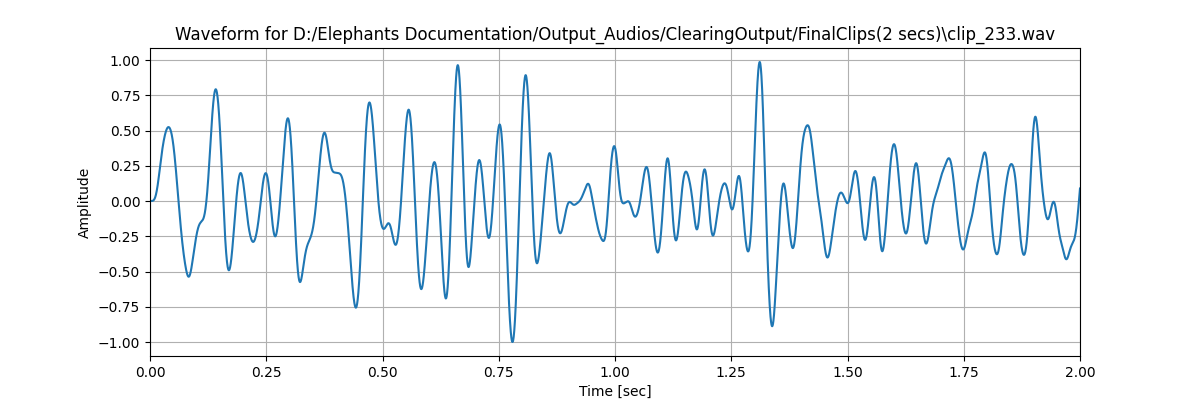 Waveform for D:/Elephants Documentation/Output_Audios/ClearingOutput/FinalClips(2 secs)\clip_233.wav
1.00
0.75
0.50
0.25
0.00
−0.25
−0.50
−0.75
−1.00
Amplitude
0.00 0.25 0.50 0.75 1.00 1.25 1.50 1.75 2.00
Time [sec]